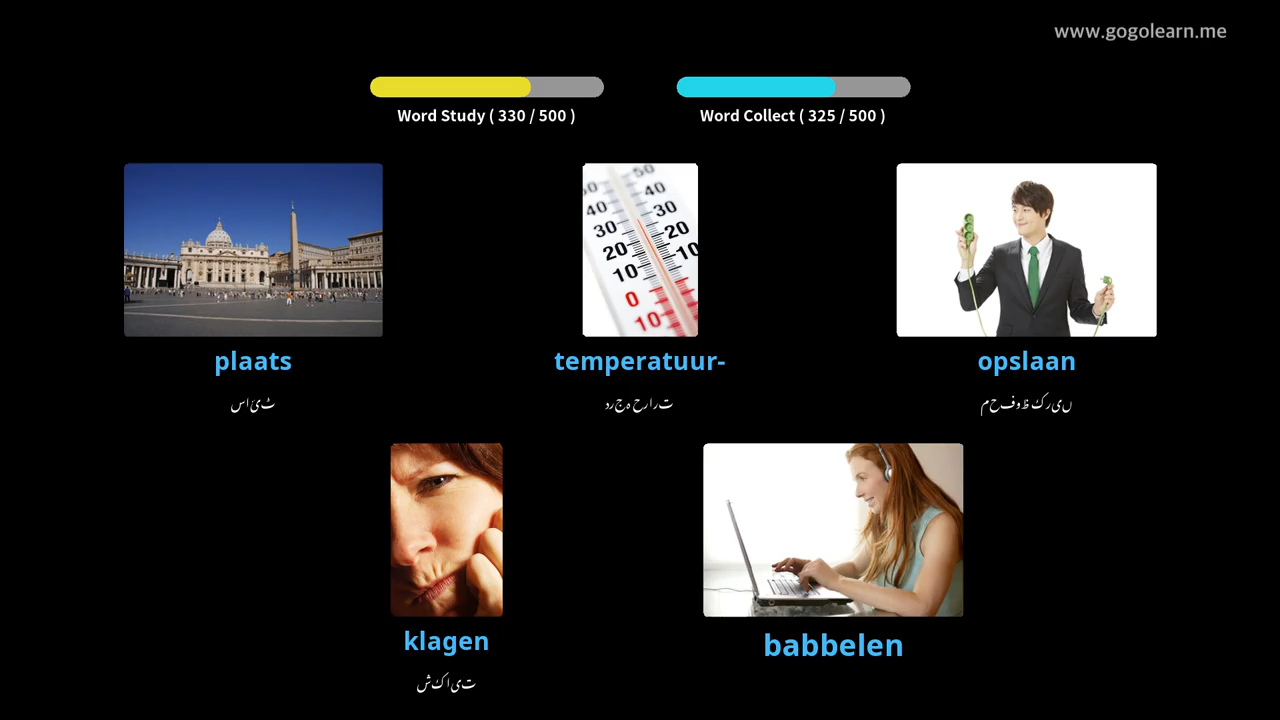 www.gogolearn.me
Word Study ( 330 / 500 )
Word Collect ( 325 / 500 )
plaats
temperatuur-
opslaan
ٹئاس
ترارح ہجرد
ںیرک ظوفحم
klagen
babbelen
تیاکش